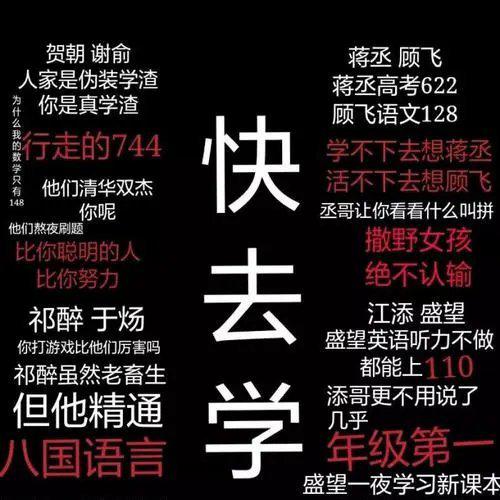 贺朝 谢俞
人家是伪装学渣
你是真学渣
为什么我的数学只有148
行走的744
他们清华双杰
你呢
他们熬夜刷题
比你聪明的人
比你努力
祁醉 于炀
你打游戏比他们厉害吗
祁醉虽然老畜生
但他精通
八国语言
快去学
蒋丞 顾飞
蒋丞高考622
顾飞语文128
学不下去想蒋丞
活不下去想顾飞
丞哥让你看看什么叫拼
撒野女孩
绝不认输
江添 盛望
盛望英语听力不做
都能上110
添哥更不用说了
几乎
年级第一
盛望一夜学习新课本